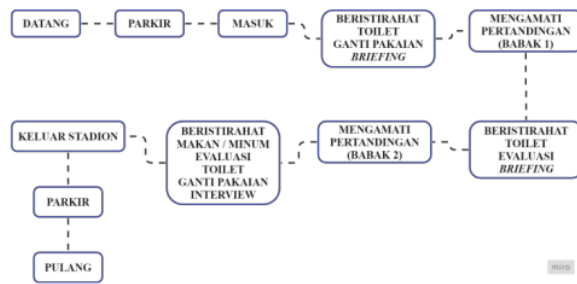 DATANG
PARKIR
MASUK
BERISTIRAHAT
TOILET
GANTI PAKAIAN
BRIEFING
MENGAMATI
PERTANDINGAN
(BABAK 1)
BERISTIRAHAT
TOILET
EVALUASI
BRIEFING
MENGAMATI
PERTANDINGAN
(BABAK 2)
BERISTIRAHAT
MAKAN / MINUM
EVALUASI
TOILET
GANTI PAKAIAN
INTERVIEW
KELUAR STADION
PARKIR
PULANG
miro